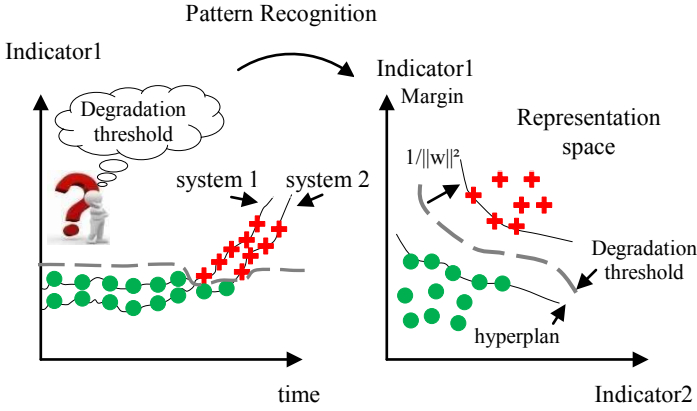 Pattern Recognition
Indicator1
Degradation
threshold
system 1
system 2
time
Indicator1
Margin
Representation
space
1/||w||²
Degradation
threshold
hyperplan
Indicator2